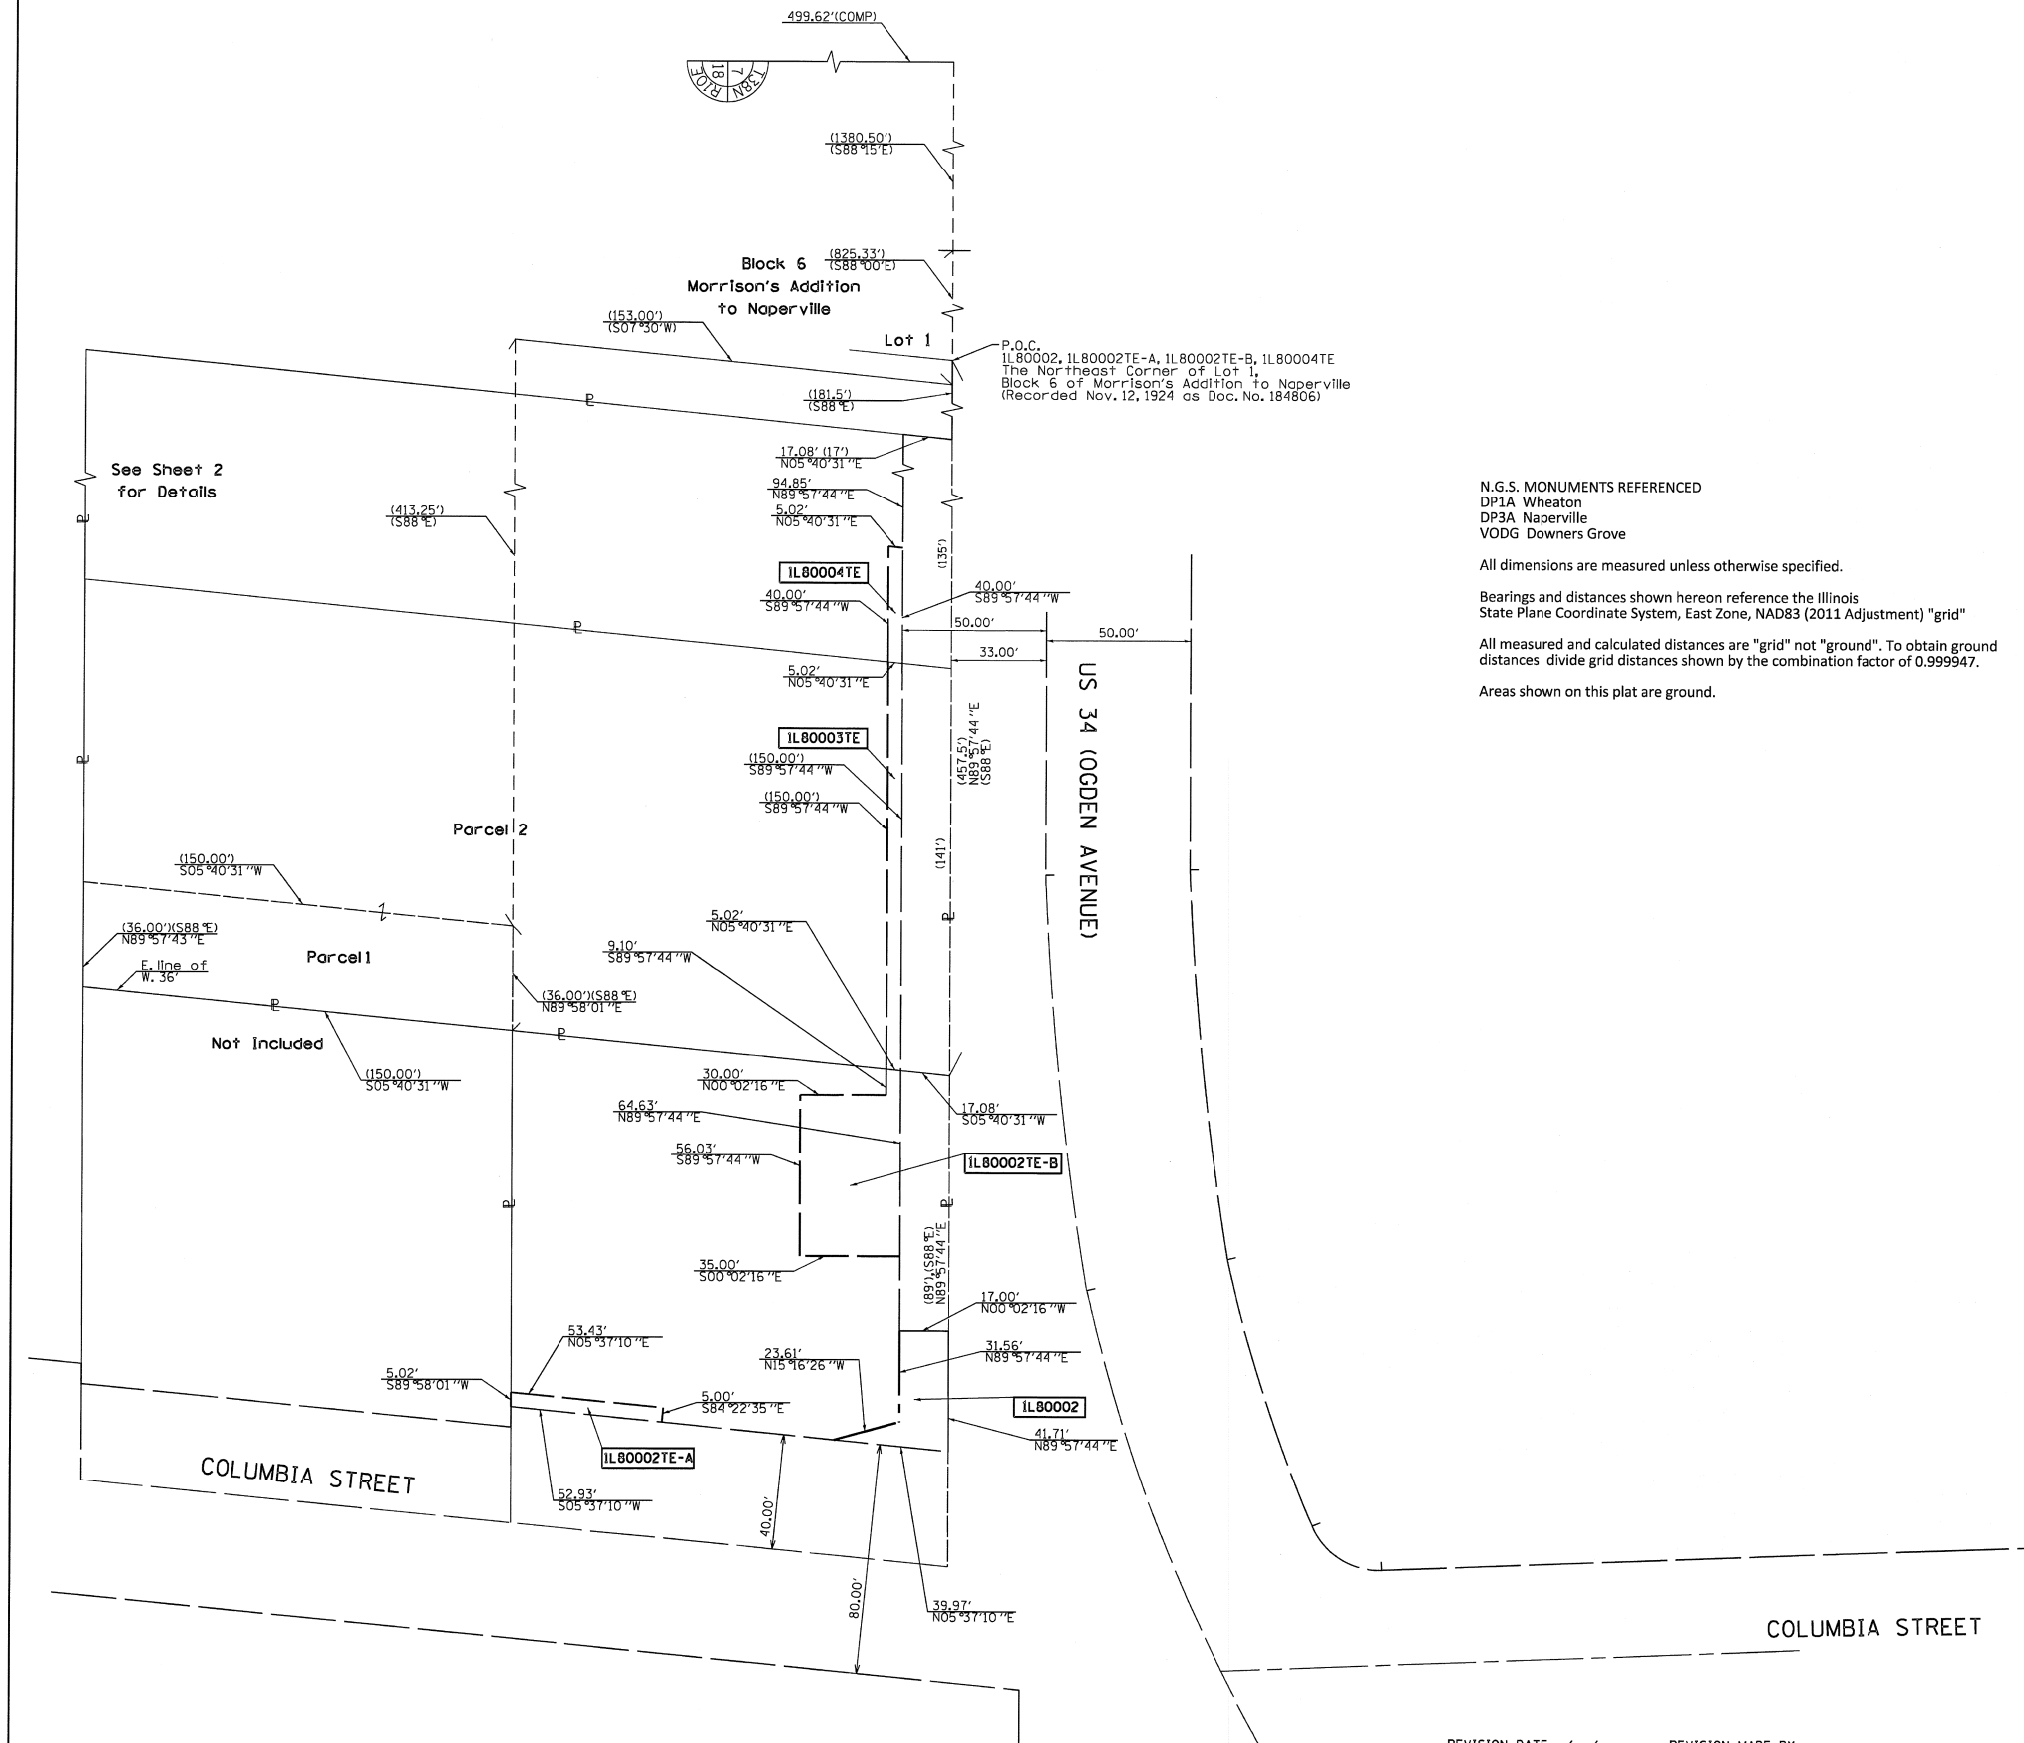 499.62'(COMP)
R10E
18
7
T38N
(1380.50')
(S88°15'E)
Block 6
Morrison's Addition
to Naperville
(825.33')
(S88°00'E)
(153.00')
(S07°30'W)
Lot 1
P.O.C.
1L80002, 1L80002TE-A, 1L80002TE-B, 1L80004TE
The Northeast Corner of Lot 1,
Block 6 of Morrison's Addition to Naperville
(Recorded Nov. 12, 1924 as Doc. No. 184806)
(181.5')
(S88°E)
17.08' (17')
N05°40'31"E
See Sheet 2
for Details
94.85'
N89°57'44"E
5.02'
N05°40'31"E
(413.25')
(S88°E)
N.G.S. MONUMENTS REFERENCED
DP1A Wheaton
DP3A Naperville
VODG Downers Grove
All dimensions are measured unless otherwise specified.
Bearings and distances shown hereon reference the Illinois
State Plane Coordinate System, East Zone, NAD83 (2011 Adjustment) "grid"
All measured and calculated distances are "grid" not "ground". To obtain ground
distances divide grid distances shown by the combination factor of 0.999947.
Areas shown on this plat are ground.
(135')
1L80004TE
40.00'
S89°57'44"W
40.00'
S89°57'44"W
50.00'
50.00'
33.00'
5.02'
N05°40'31"E
US 34 (OGDEN AVENUE)
1L80003TE
(150.00')
S89°57'44"W
(150.00')
S89°57'44"W
(457.5')
N89°57'44"E
(S88°E)
Parcel 2
(141')
(150.00')
S05°40'31"W
(36.00')(S88°E)
N89°57'43"E
E. line of
W. 36'
Parcel 1
5.02'
N05°40'31"E
9.10'
S89°57'44"W
(36.00')(S88°E)
N89°58'01"E
Not Included
(150.00')
S05°40'31"W
30.00'
N00°02'16"E
64.63'
N89°57'44"E
17.08'
S05°40'31"W
56.03'
S89°57'44"W
1L80002TE-B
35.00'
S00°02'16"E
(89')(S88°E)
N89°57'44"E
17.00'
N00°02'16"W
53.43'
N05°37'10"E
23.61'
N15°16'26"W
31.56'
N89°57'44"E
5.02'
S89°58'01"W
5.00'
S84°22'35"E
1L80002
41.71'
N89°57'44"E
1L80002TE-A
COLUMBIA STREET
52.93'
S05°37'10"W
40.00'
80.00'
39.97'
N05°37'10"E
COLUMBIA STREET